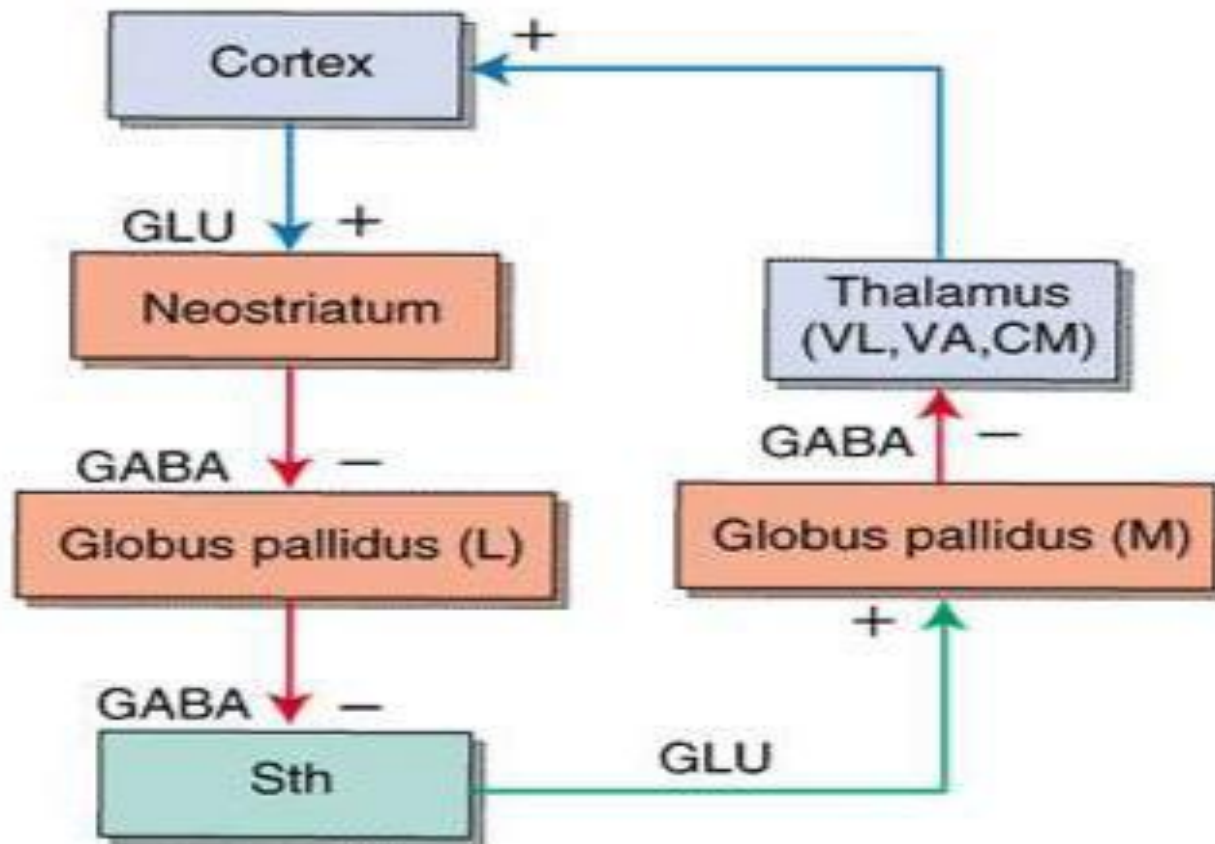 Cortex
+
GLU +
Neostriatum
GABA –
Globus pallidus (L)
GABA –
Sth
GLU
+
Globus pallidus (M)
GABA –
Thalamus
(VL,VA,CM)